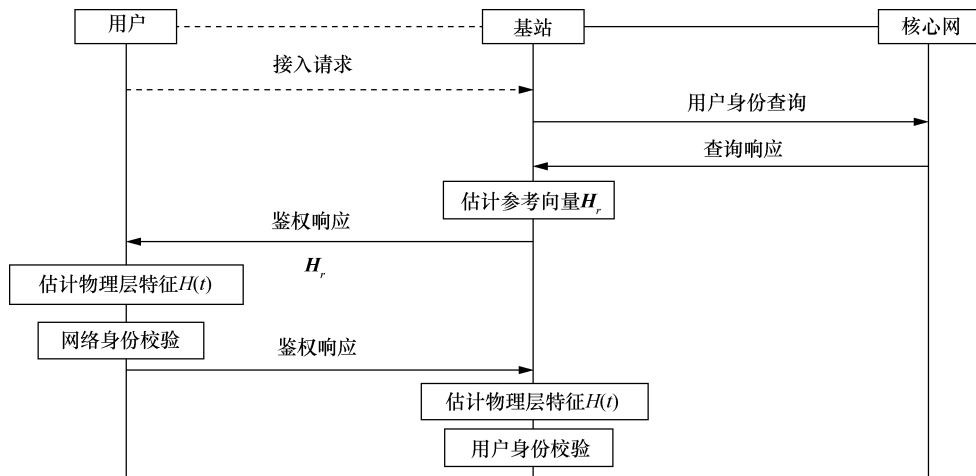 用户
基站
核心网
接入请求
用户身份查询
查询响应
估计参考向量Hr
鉴权响应
Hr
估计物理层特征H(t)
网络身份校验
鉴权响应
估计物理层特征H(t)
用户身份校验